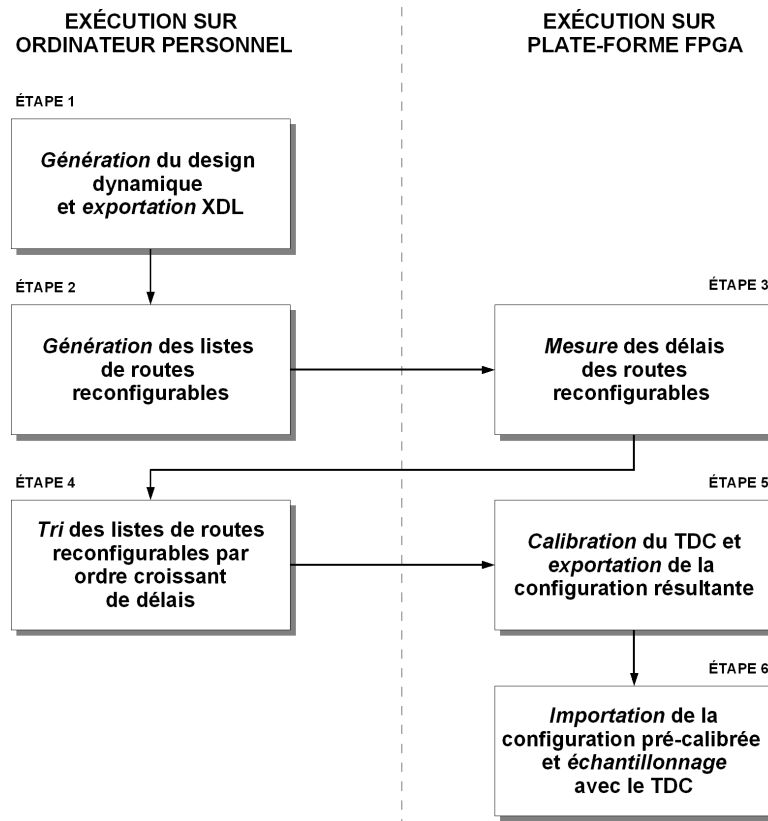 EXÉCUTION SUR
ORDINATEUR PERSONNEL
EXÉCUTION SUR
PLATE-FORME FPGA
ÉTAPE 1
Génération du design
dynamique
et exportation XDL
ÉTAPE 2
Génération des listes
de routes
reconfigurables
ÉTAPE 3
Mesure des délais
des routes
reconfigurables
ÉTAPE 4
Tri des listes de routes
reconfigurables par
ordre croissant
de délais
ÉTAPE 5
Calibration du TDC et
exportation de la
configuration résultante
ÉTAPE 6
Importation de la
configuration pré-calibrée
et échantillonnage
avec le TDC